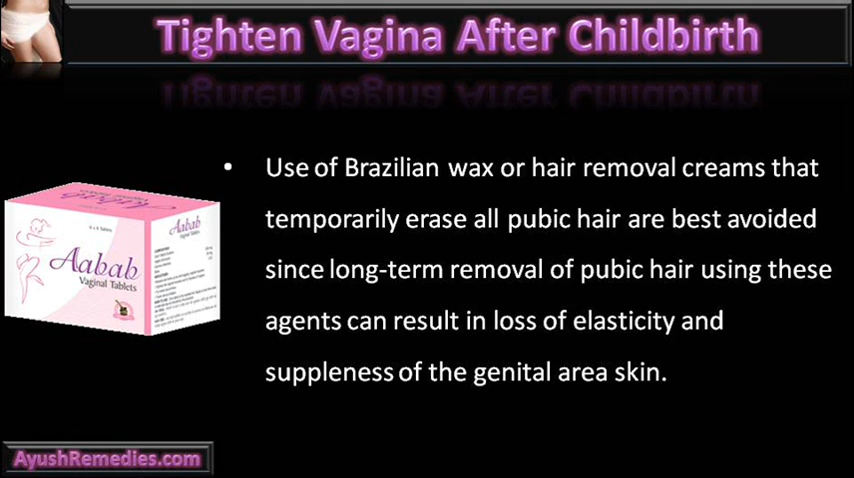 Tighten Vagina After Childbirth
• Use of Brazilian wax or hair removal creams that
temporarily erase all pubic hair are best avoided
since long-term removal of pubic hair using these
agents can result in loss of elasticity and
suppleness of the genital area skin.
Aabab
Vaginal Tablets
Aabab
AyushRemedies.com